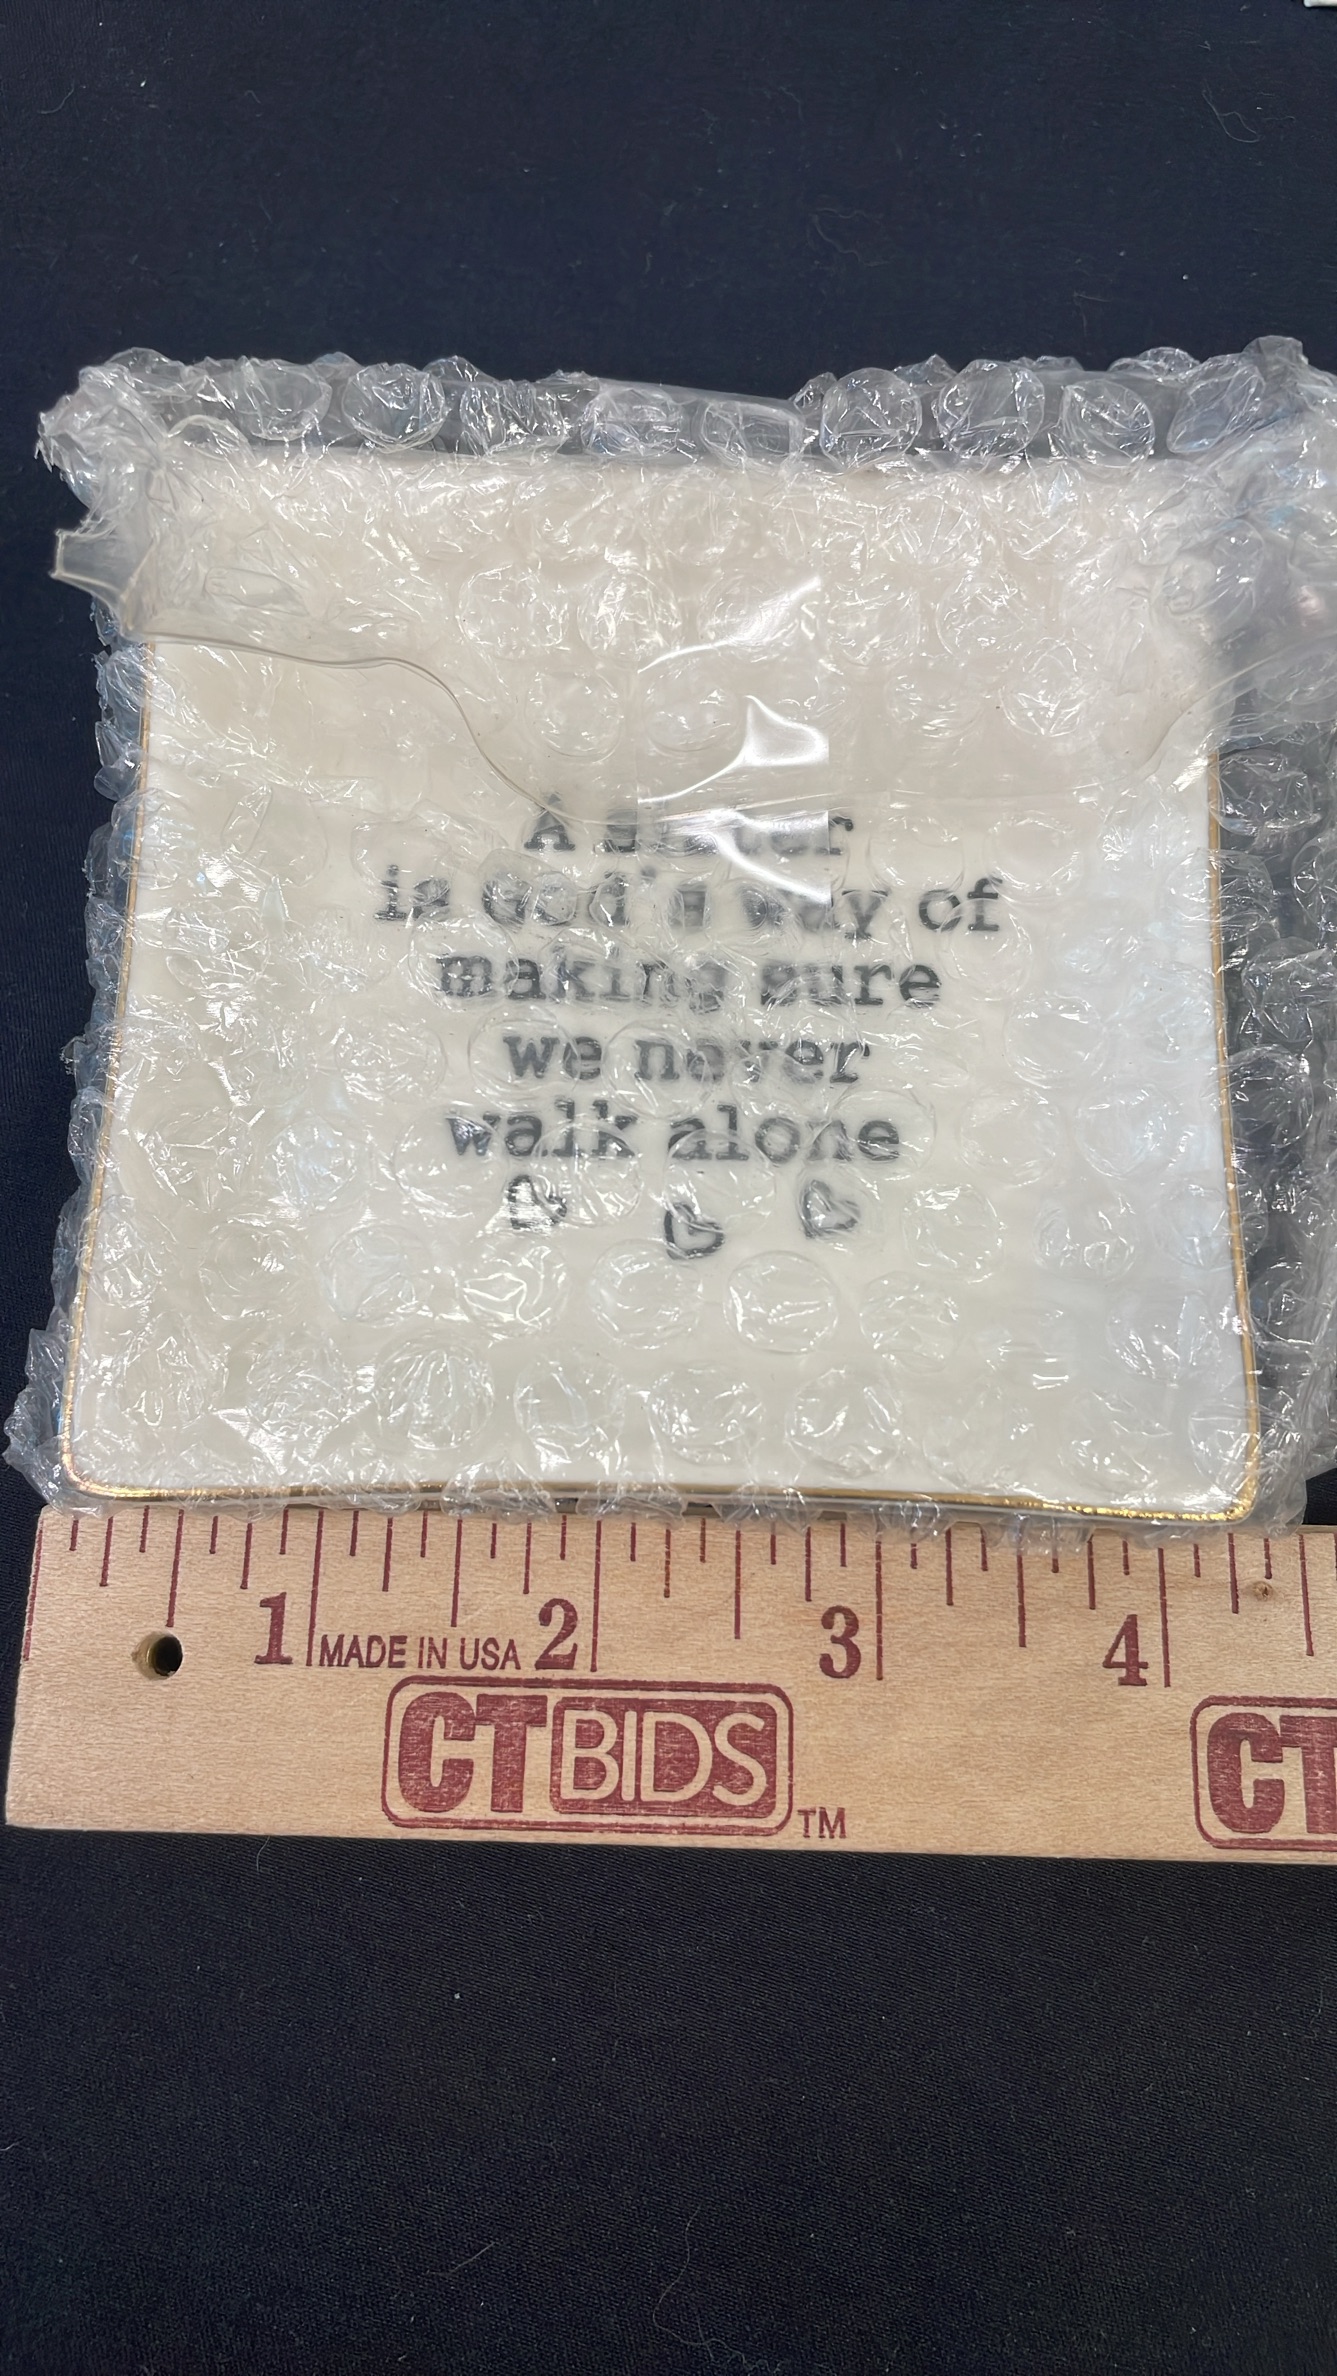 A sister
is God's way of
making sure
we never
walk alone
1 2 3 4
MADE IN USA
CTBIDS TM CT